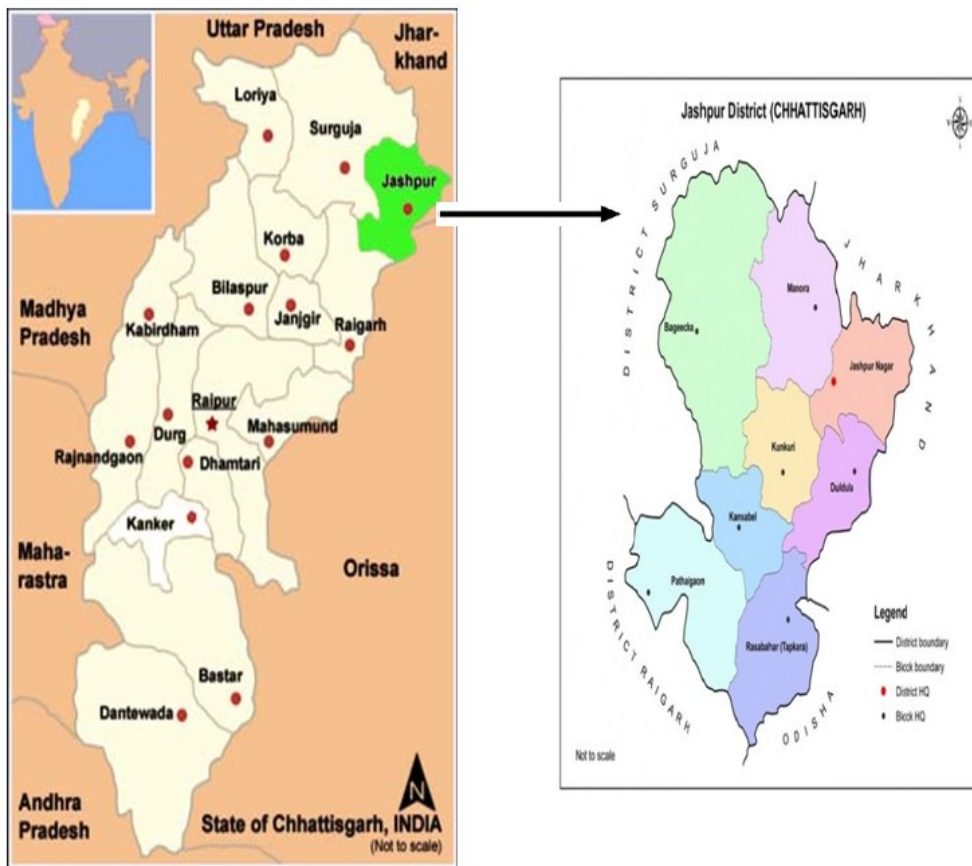 Uttar Pradesh
Jhar-
khand
Loriya
Surguja
Jashpur
Korba
Bilaspur
Janjgir
Madhya
Pradesh
Kabirdham
Raigarh
Raipur
Durg
Mahasumund
Rajnandgaon
Dhamtari
Kanker
Maha-
rastra
Orissa
Bastar
Dantewada
N
Andhra
Pradesh
State of Chhattisgarh, INDIA
(Not to scale)
Jashpur District (CHHATTISGARH)
DISTRICT SURGUJA
JHARKHAND
Manora
Bageecha
Jashpur Nagar
Kunkuri
Duldula
Kansabel
Pathalgaon
Rasabahar (Tapkara)
DISTRICT RAIGARH
ODISHA
Legend
District boundary
Block boundary
District HQ
Block HQ
Not to scale